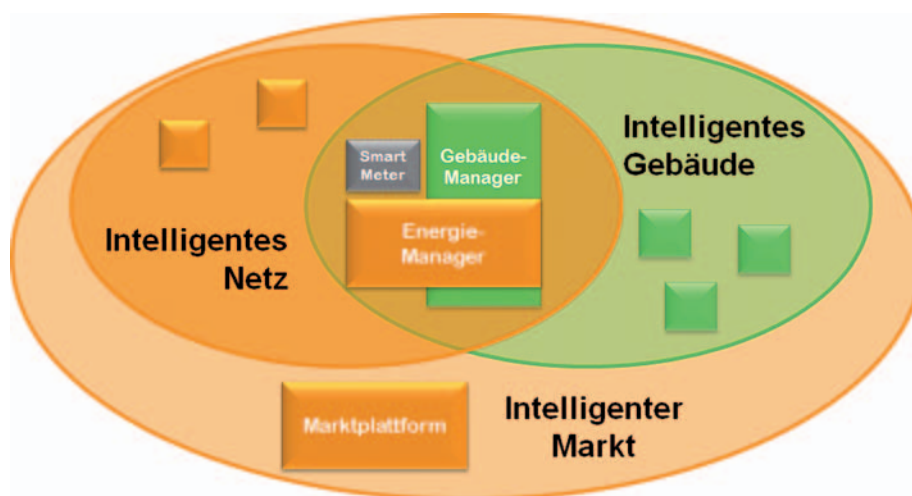 Intelligentes
Gebäude
Smart
Meter
Gebäude-
Manager
Energie-
Manager
Intelligentes
Netz
Marktplattform
Intelligenter
Markt